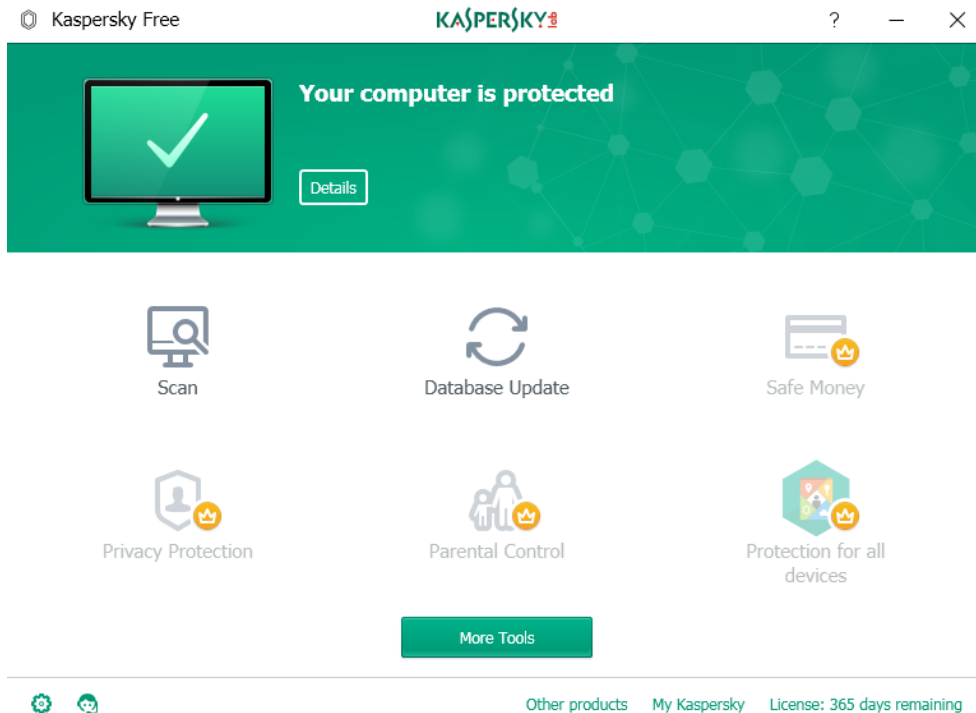 Kaspersky Free
KASPERSKY lab
?
Your computer is protected
Details
Scan
Database Update
Safe Money
Privacy Protection
Parental Control
Protection for all
devices
More Tools
Other products My Kaspersky License: 365 days remaining